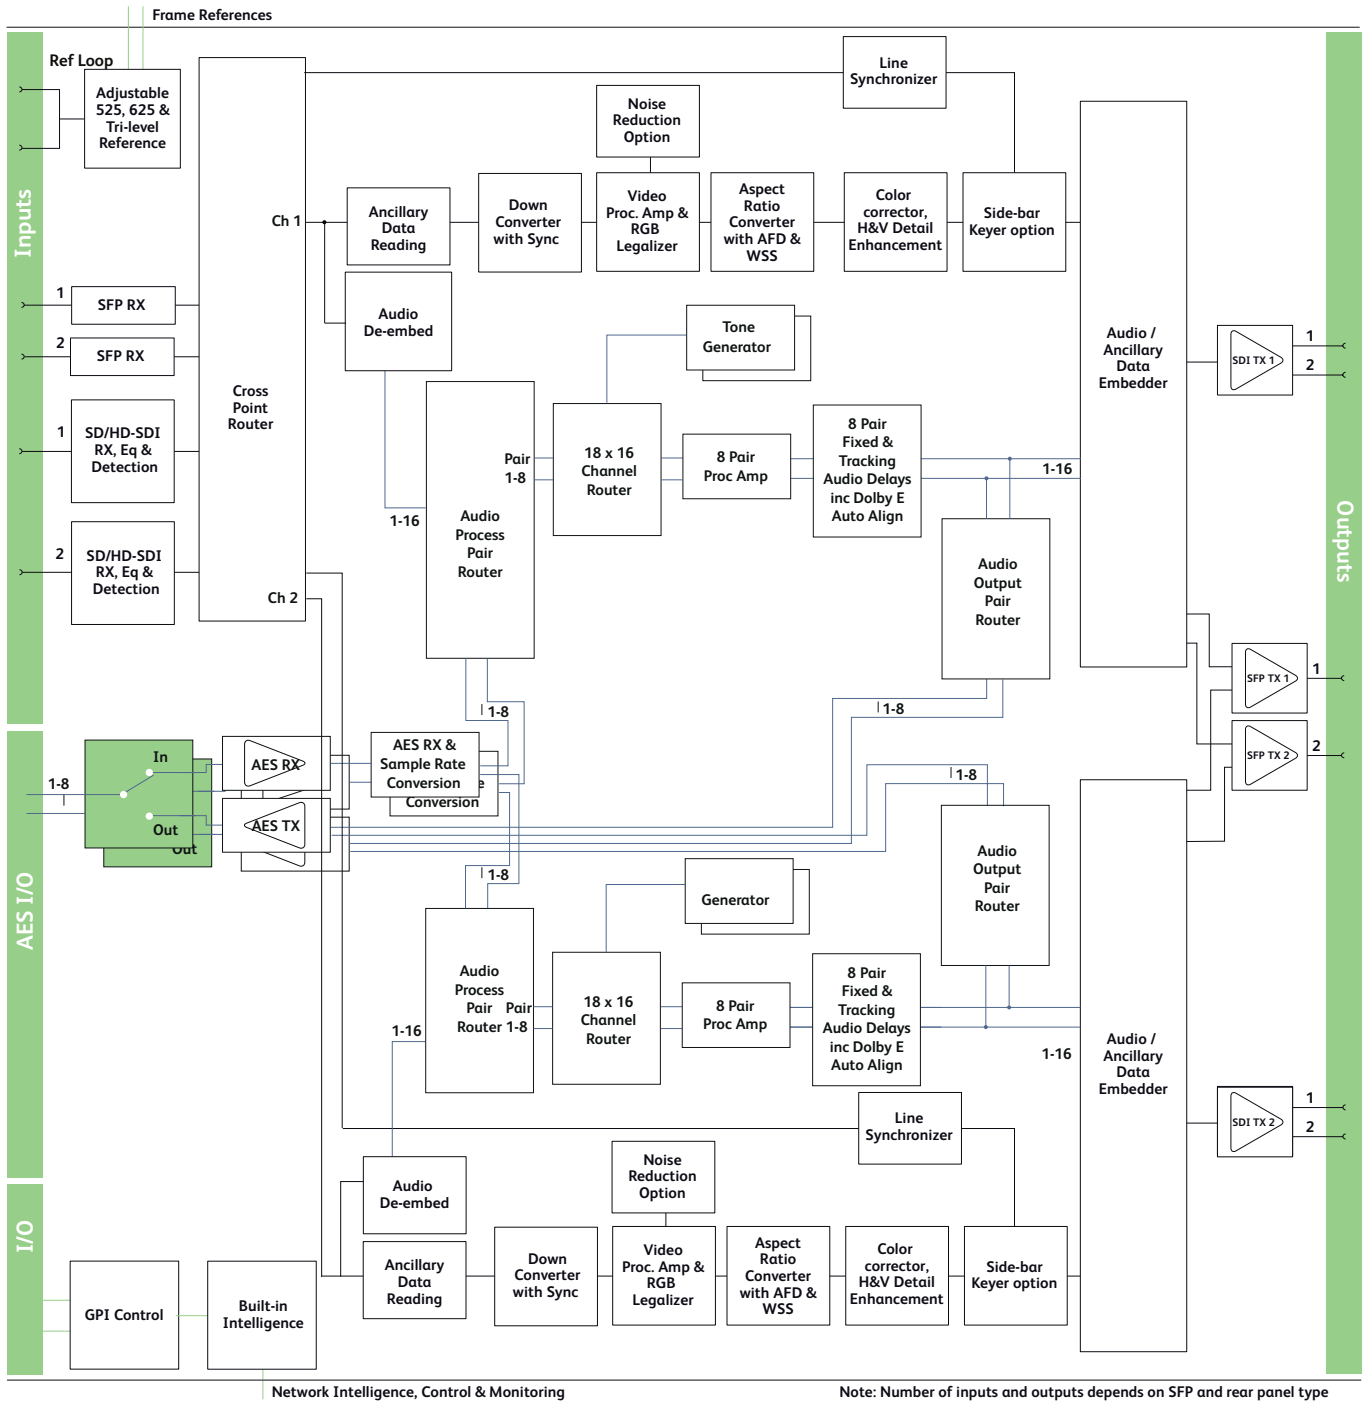 Frame References
Ref Loop
Adjustable
525, 625 &
Tri-level
Reference
Inputs
1
SFP RX
2
SFP RX
1
SD/HD-SDI
RX, Eq &
Detection
2
SD/HD-SDI
RX, Eq &
Detection
Cross
Point
Router
Ch 1
Ch 2
Line
Synchronizer
Noise
Reduction
Option
Ancillary
Data
Reading
Down
Converter
with Sync
Video
Proc. Amp &
RGB
Legalizer
Aspect
Ratio
Converter
with AFD &
WSS
Color
corrector,
H&V Detail
Enhancement
Side-bar
Keyer option
Audio
De-embed
Tone
Generator
1-16
Audio
Process
Pair
Router
Pair
1-8
18 x 16
Channel
Router
8 Pair
Proc Amp
8 Pair
Fixed &
Tracking
Audio Delays
inc Dolby E
Auto Align
1-16
Audio
Output
Pair
Router
Audio /
Ancillary
Data
Embedder
SDI TX 1
1
2
Outputs
SFP TX 1
1
SFP TX 2
2
1-8
1-8
AES I/O
1-8
In
Out
Out
AES RX
AES TX
AES RX &
Sample Rate
Conversion
e
Conversion
1-8
1-8
Generator
Audio
Output
Pair
Router
Audio
Process
Pair
Router
Pair
1-8
1-16
18 x 16
Channel
Router
8 Pair
Proc Amp
8 Pair
Fixed &
Tracking
Audio Delays
inc Dolby E
Auto Align
1-16
Audio /
Ancillary
Data
Embedder
SDI TX 2
1
2
Line
Synchronizer
Noise
Reduction
Option
Audio
De-embed
Ancillary
Data
Reading
Down
Converter
with Sync
Video
Proc. Amp &
RGB
Legalizer
Aspect
Ratio
Converter
with AFD &
WSS
Color
corrector,
H&V Detail
Enhancement
Side-bar
Keyer option
I/O
GPI Control
Built-in
Intelligence
Network Intelligence, Control & Monitoring
Note: Number of inputs and outputs depends on SFP and rear panel type